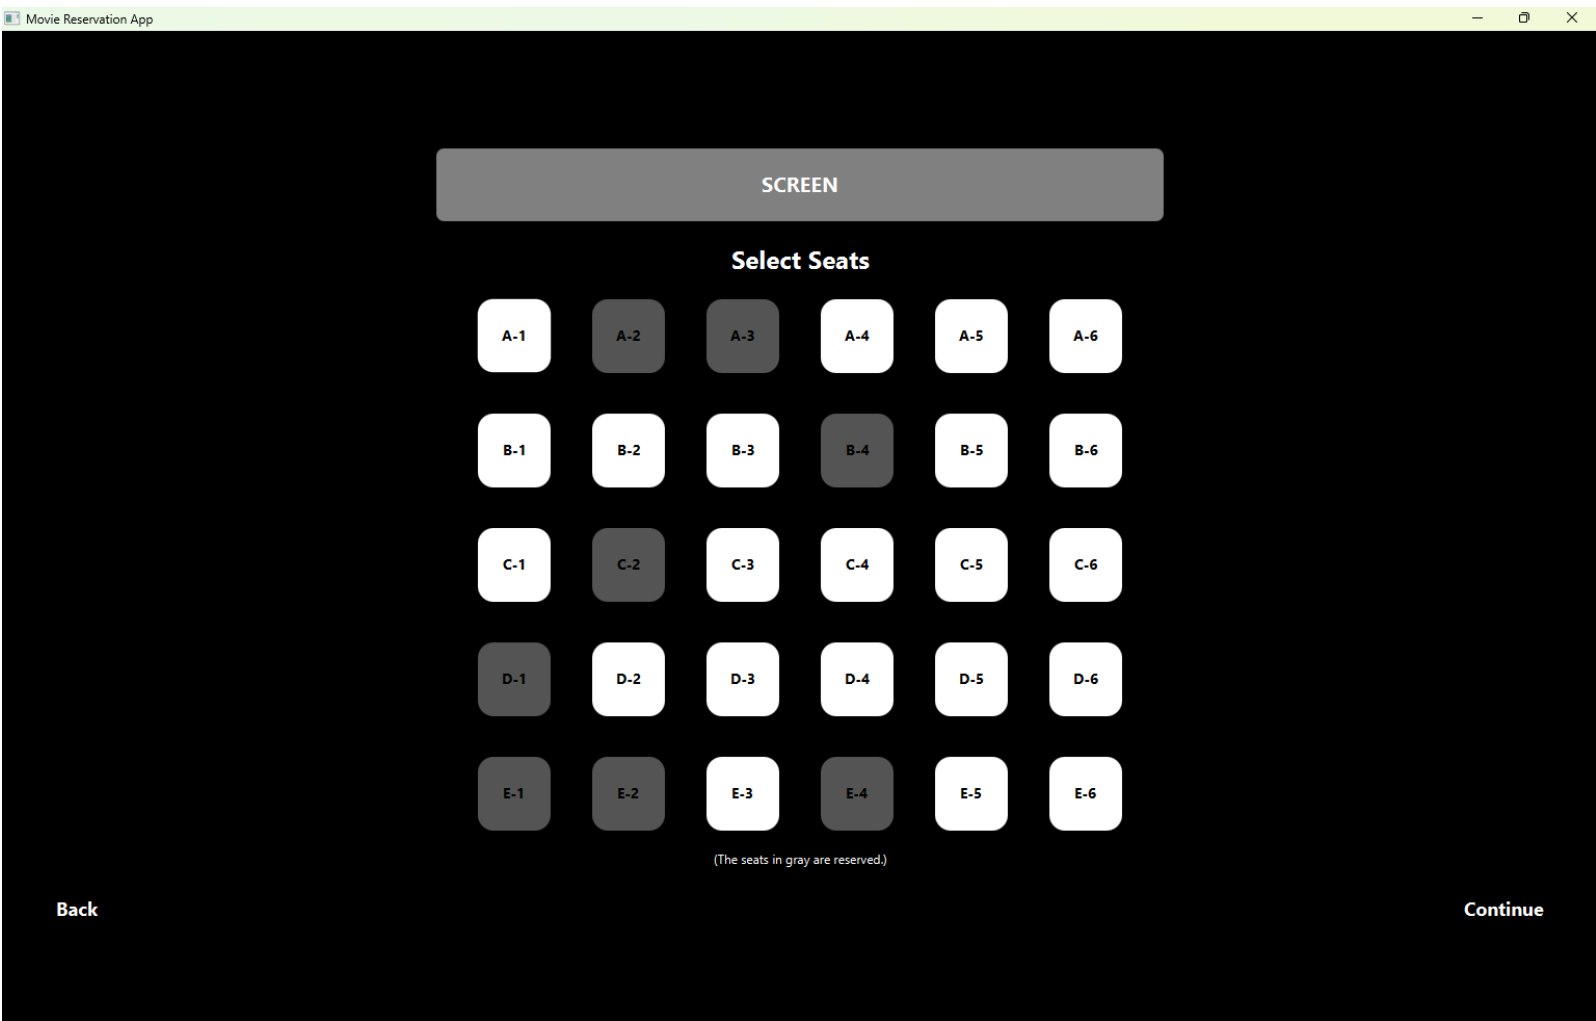 Movie Reservation App
SCREEN
Select Seats
A-1 A-2 A-3 A-4 A-5 A-6
B-1 B-2 B-3 B-4 B-5 B-6
C-1 C-2 C-3 C-4 C-5 C-6
D-1 D-2 D-3 D-4 D-5 D-6
E-1 E-2 E-3 E-4 E-5 E-6
(The seats in gray are reserved.)
Back Continue